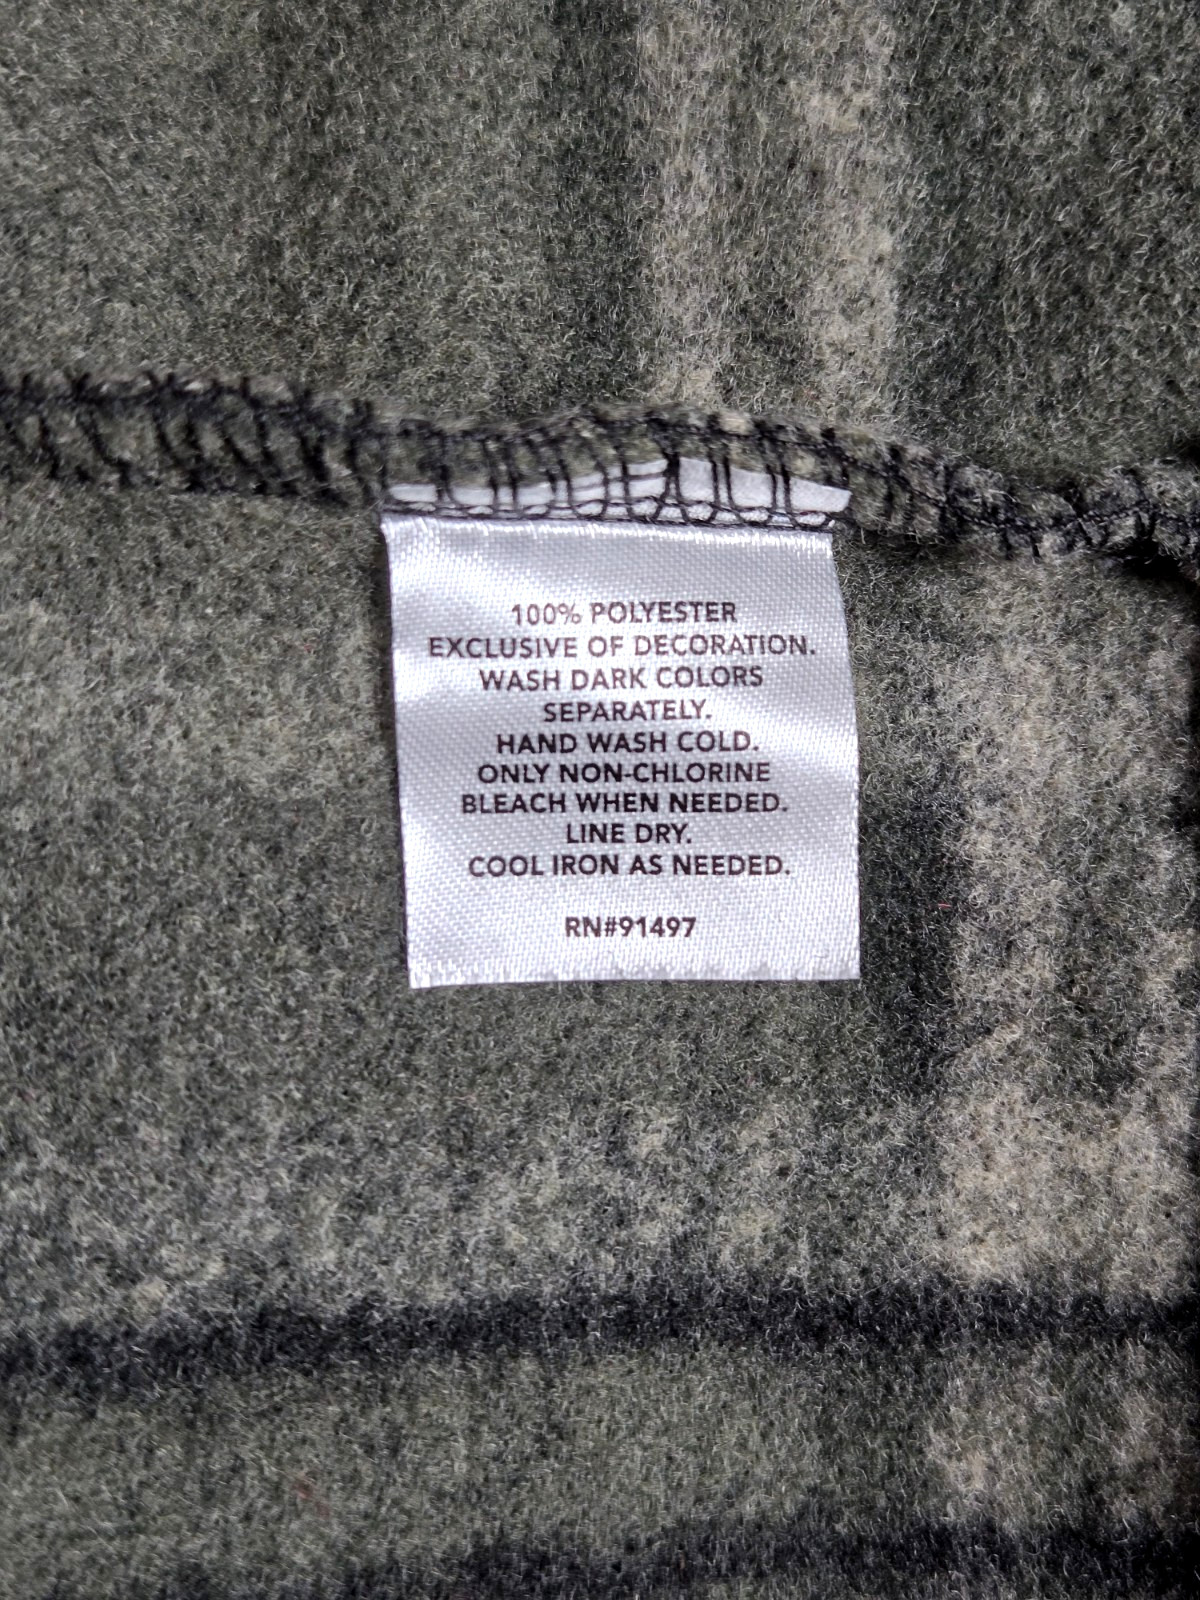 100% POLYESTER
EXCLUSIVE OF DECORATION.
WASH DARK COLORS
SEPARATELY.
HAND WASH COLD.
ONLY NON-CHLORINE
BLEACH WHEN NEEDED.
LINE DRY.
COOL IRON AS NEEDED.
RN#91497